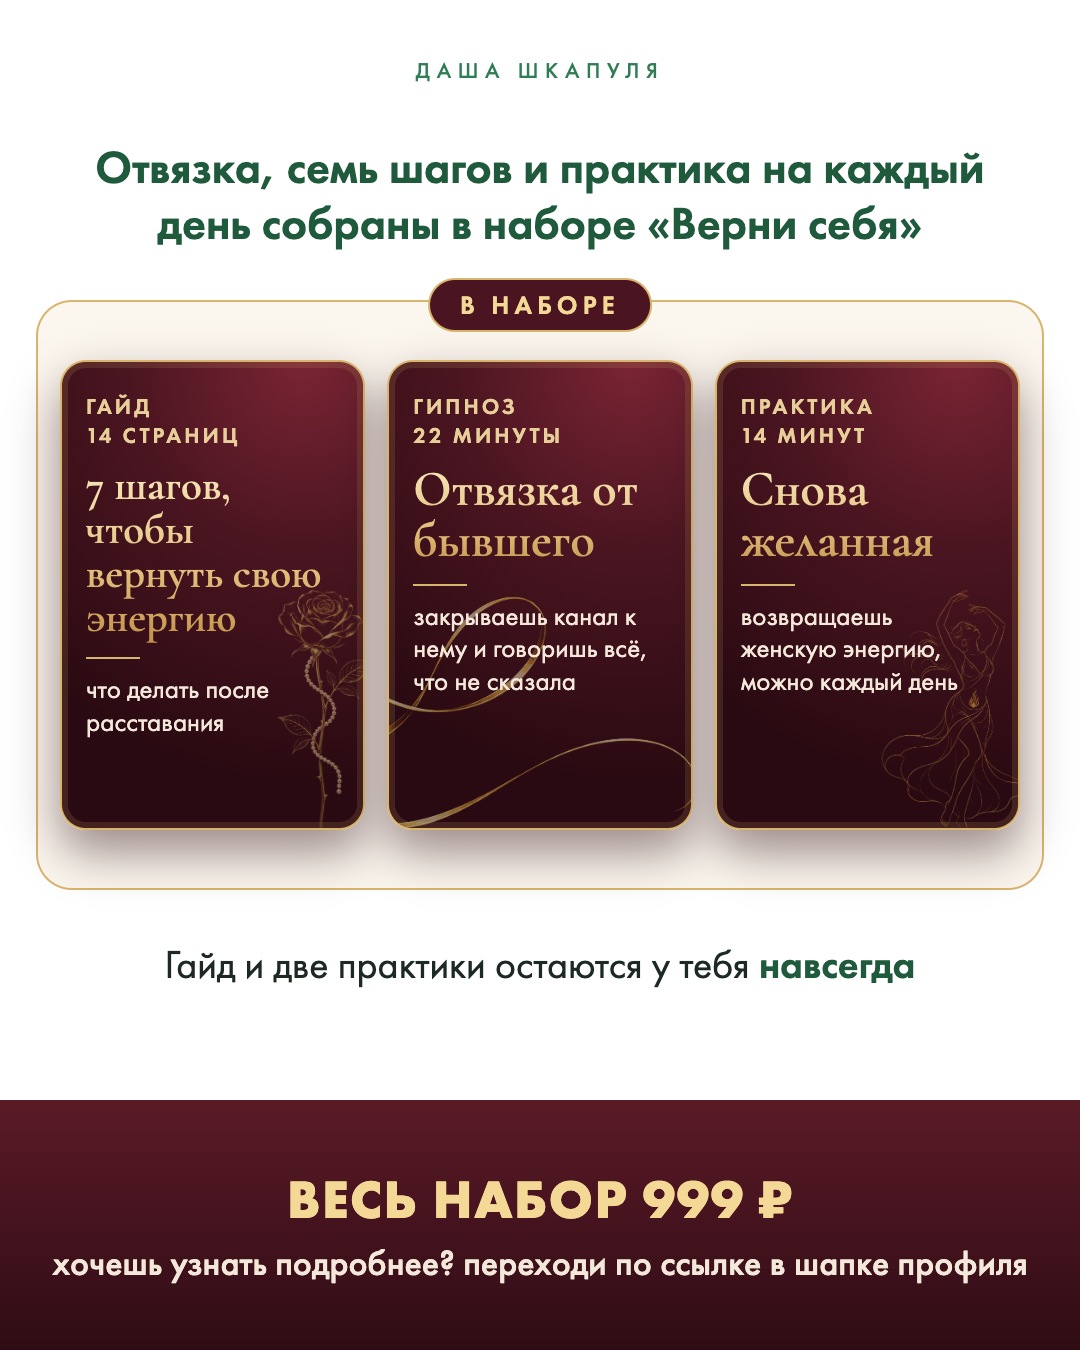 ДАША ШКАПУЛЯ
Отвязка, семь шагов и практика на каждый
день собраны в наборе «Верни себя»
В НАБОРЕ
ГАЙД
14 СТРАНИЦ
7 шагов,
чтобы
вернуть свою
энергию
что делать после
расставания
ГИПНОЗ
22 МИНУТЫ
Отвязка от
бывшего
закрываешь канал к
нему и говоришь всё,
что не сказала
ПРАКТИКА
14 МИНУТ
Снова
желанная
возвращаешь
женскую энергию,
можно каждый день
Гайд и две практики остаются у тебя навсегда
ВЕСЬ НАБОР 999 ₽
хочешь узнать подробнее? переходи по ссылке в шапке профиля